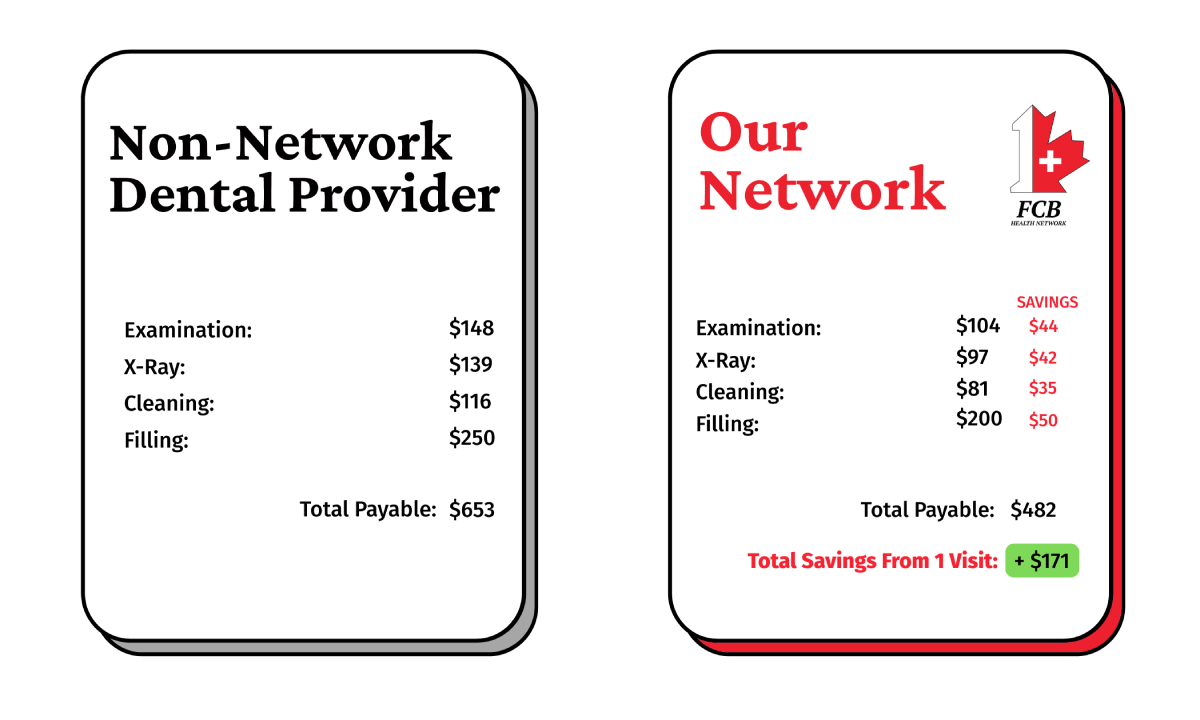 Non-Network
Dental Provider
Examination: $148
X-Ray: $139
Cleaning: $116
Filling: $250
Total Payable: $653
Our
Network
1
FCB
HEALTH NETWORK
SAVINGS
Examination: $104 $44
X-Ray: $97 $42
Cleaning: $81 $35
Filling: $200 $50
Total Payable: $482
Total Savings From 1 Visit: + $171